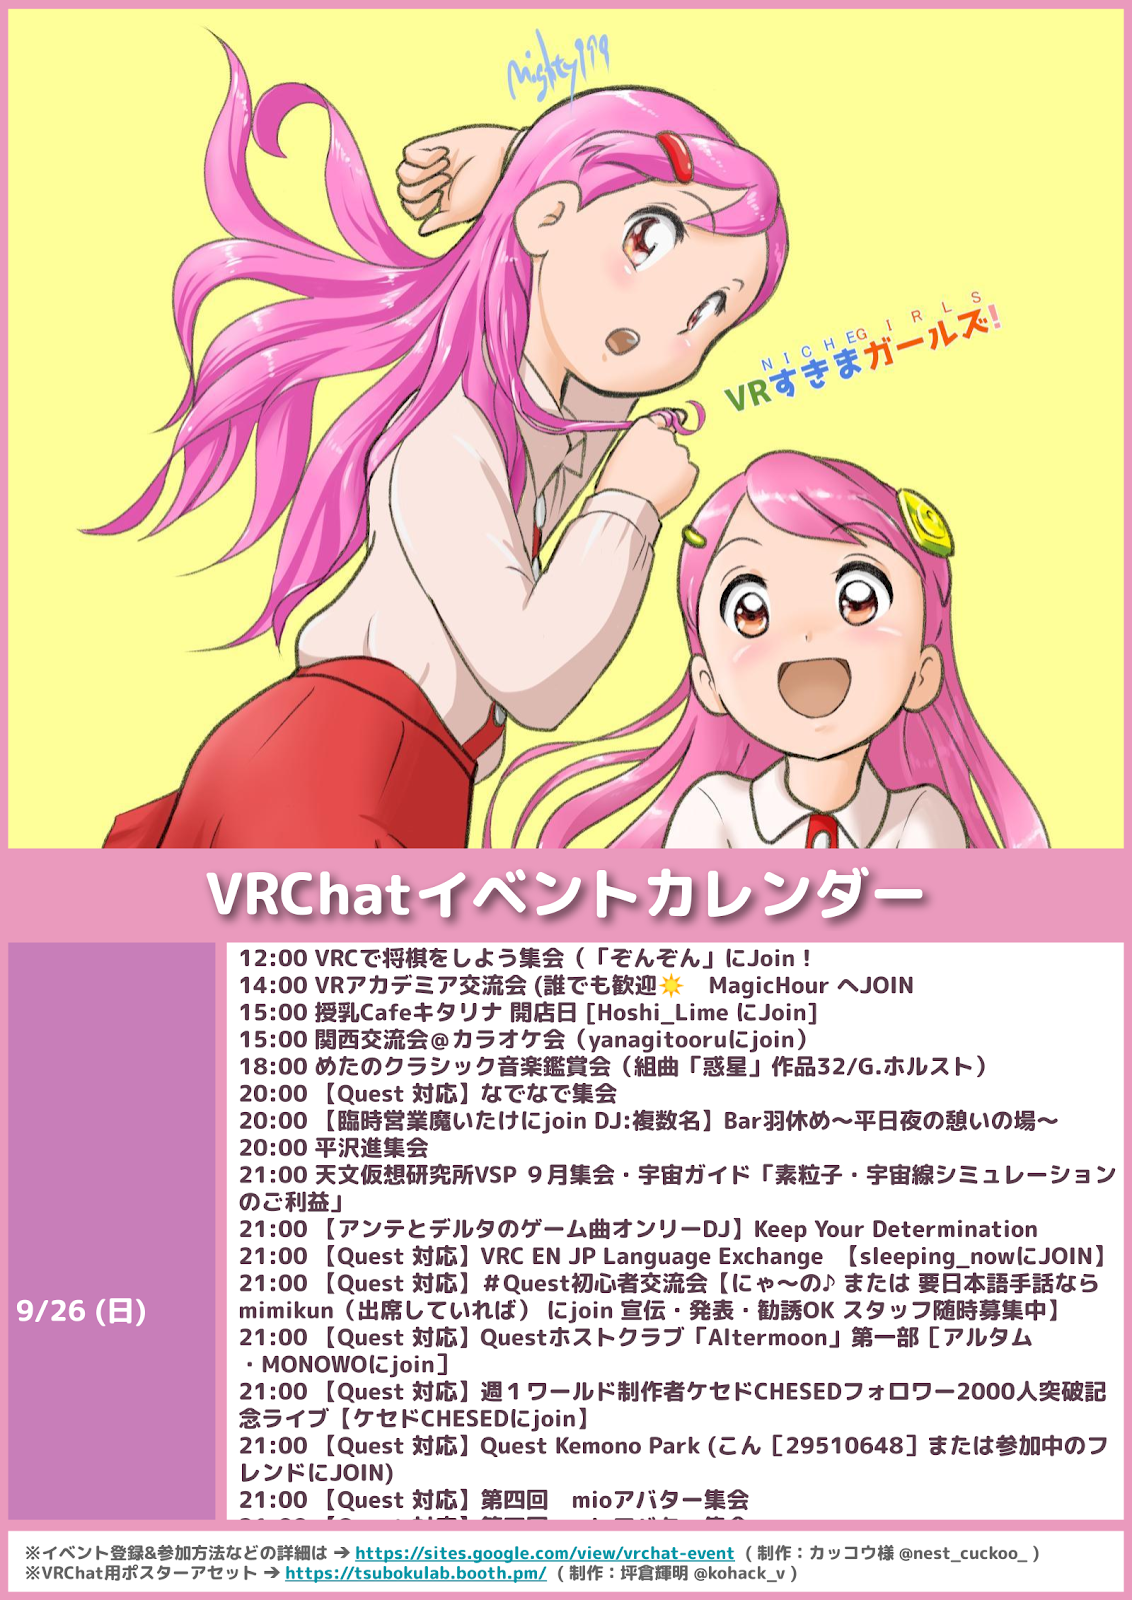 mighty199
NICHE GIRLS
VRすきまガールズ!
VRChatイベントカレンダー
9/26 (日)
12:00 VRCで将棋をしよう集会（「ぞんぞん」にJoin！
14:00 VRアカデミア交流会 (誰でも歓迎☀️　MagicHour へJOIN
15:00 授乳Cafeキタリナ 開店日 [Hoshi_Lime にJoin]
15:00 関西交流会＠カラオケ会（yanagitooruにjoin）
18:00 めたのクラシック音楽鑑賞会（組曲「惑星」作品32/G.ホルスト）
20:00 【Quest 対応】なでなで集会
20:00 【臨時営業魔いたけにjoin DJ:複数名】Bar羽休め～平日夜の憩いの場～
20:00 平沢進集会
21:00 天文仮想研究所VSP ９月集会・宇宙ガイド「素粒子・宇宙線シミュレーション
のご利益」
21:00 【アンテとデルタのゲーム曲オンリーDJ】Keep Your Determination
21:00 【Quest 対応】VRC EN JP Language Exchange 【sleeping_nowにJOIN】
21:00 【Quest 対応】＃Quest初心者交流会【にゃ～の♪ または 要日本語手話なら
mimikun（出席していれば） にjoin 宣伝・発表・勧誘OK スタッフ随時募集中】
21:00 【Quest 対応】Questホストクラブ「Altermoon」第一部［アルタム
・MONOWOにjoin］
21:00 【Quest 対応】週１ワールド制作者ケセドCHESEDフォロワー2000人突破記
念ライブ【ケセドCHESEDにjoin】
21:00 【Quest 対応】Quest Kemono Park (こん［29510648］または参加中のフ
レンドにJOIN)
21:00 【Quest 対応】第四回　mioアバター集会
※イベント登録&参加方法などの詳細は ➔ https://sites.google.com/view/vrchat-event （ 制作：カッコウ様 @nest_cuckoo_ ）
※VRChat用ポスターアセット ➔ https://tsubokulab.booth.pm/ （ 制作：坪倉輝明 @kohack_v ）